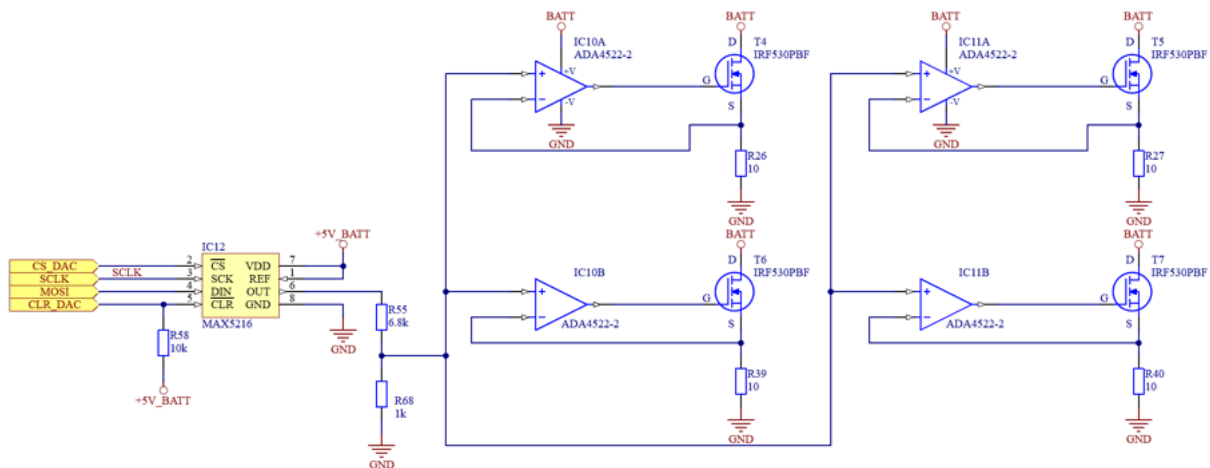 BATT
IC10A
ADA4522-2
+V
-V
+
−
GND
D
T4
IRF530PBF
G
S
R26
10
GND
BATT
BATT
IC11A
ADA4522-2
+V
-V
+
−
GND
BATT
D
T5
IRF530PBF
G
S
R27
10
GND
CS_DAC
SCLK
MOSI
CLR_DAC
SCLK
2
3
4
5
IC12
CS
SCK
DIN
CLR
VDD
REF
OUT
GND
MAX5216
7
1
6
8
+5V_BATT
GND
R58
10k
+5V_BATT
R55
6.8k
R68
1k
GND
IC10B
+
−
ADA4522-2
BATT
D
T6
IRF530PBF
G
S
R39
10
GND
IC11B
+
−
ADA4522-2
BATT
D
T7
IRF530PBF
G
S
R40
10
GND